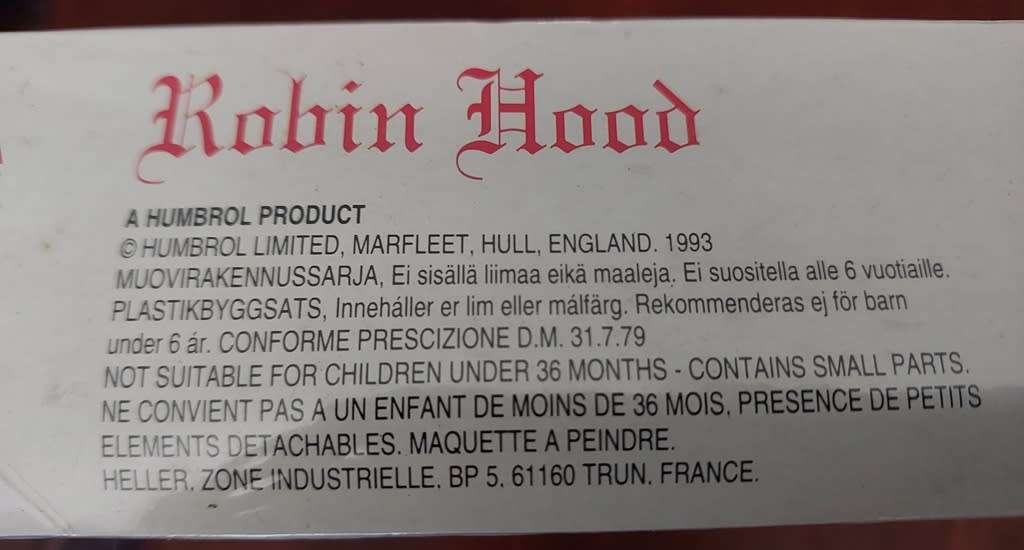 Robin Hood
A HUMBROL PRODUCT
© HUMBROL LIMITED, MARFLEET, HULL, ENGLAND. 1993
MUOVIRAKENNUSSARJA, Ei sisällä liimaa eikä maaleja. Ei suositella alle 6 vuotiaille.
PLASTIKBYGGSATS, Inneháller er lim eller málfärg. Rekommenderas ej för barn
under 6 ár. CONFORME PRESCIZIONE D.M. 31.7.79
NOT SUITABLE FOR CHILDREN UNDER 36 MONTHS - CONTAINS SMALL PARTS.
NE CONVIENT PAS A UN ENFANT DE MOINS DE 36 MOIS, PRESENCE DE PETITS
ELEMENTS DETACHABLES. MAQUETTE A PEINDRE.
HELLER. ZONE INDUSTRIELLE. BP 5. 61160 TRUN. FRANCE.